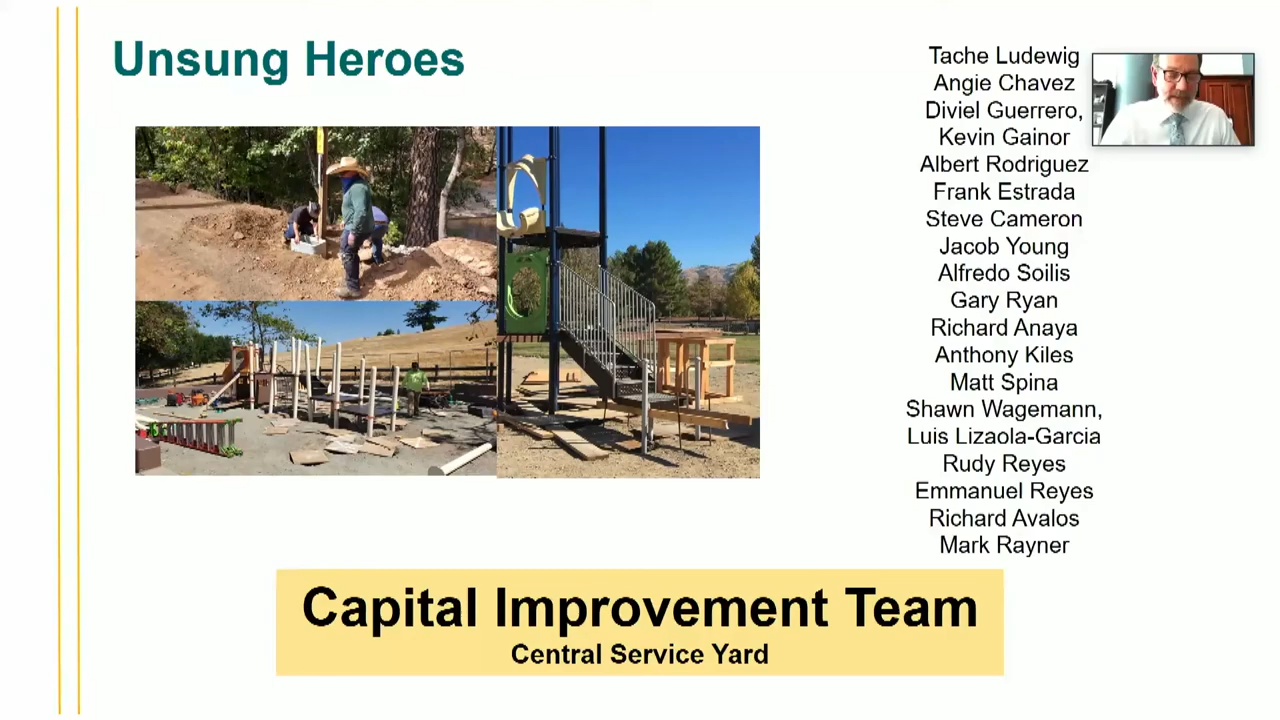 Unsung Heroes
Tache Ludewig
Angie Chavez
Diviel Guerrero,
Kevin Gainor
Albert Rodriguez
Frank Estrada
Steve Cameron
Jacob Young
Alfredo Soilis
Gary Ryan
Richard Anaya
Anthony Kiles
Matt Spina
Shawn Wagemann,
Luis Lizaola-Garcia
Rudy Reyes
Emmanuel Reyes
Richard Avalos
Mark Rayner
Capital Improvement Team
Central Service Yard